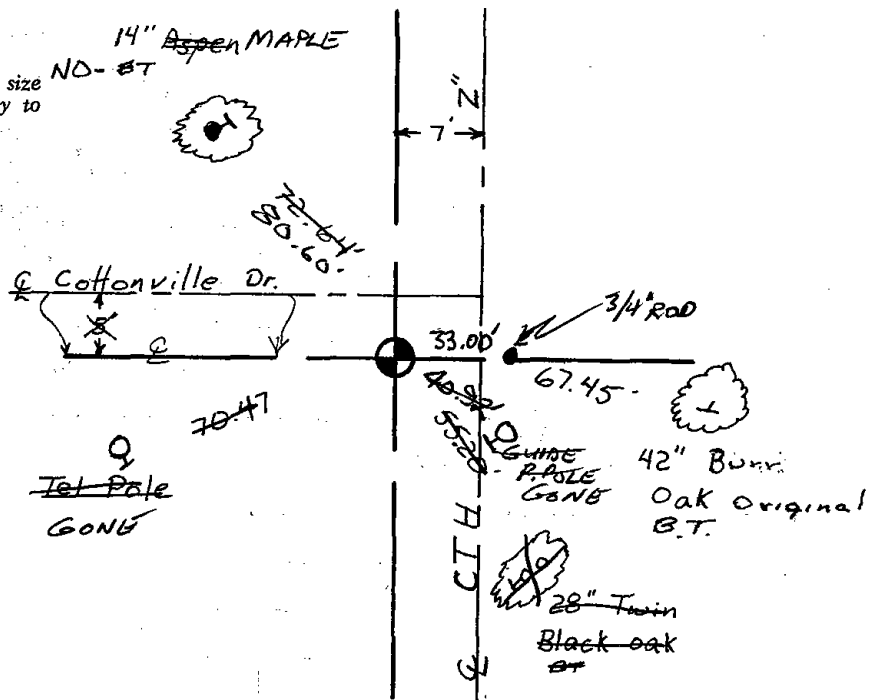 14" Aspen MAPLE
size NO- BT
y to
7'
"Z"
72.64'
80.60-
℄ Cottonville Dr.
5
℄
3/4" ROD
33.00'
67.45-
55.20
70.47
Tel Pole
GONE
GUIDE
P.POLE
GONE
42" Burr
Oak Original
B.T.
CTH
28" Twin
Black oak
BT
℄